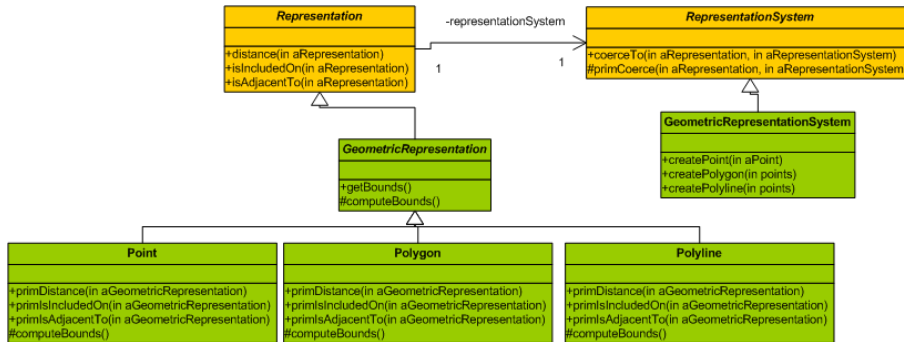 Representation
+distance(in aRepresentation)
+isIncludedOn(in aRepresentation)
+isAdjacentTo(in aRepresentation)
-representationSystem
1
1
RepresentationSystem
+coerceTo(in aRepresentation, in aRepresentationSystem)
#primCoerce(in aRepresentation, in aRepresentationSystem
GeometricRepresentation
+getBounds()
#computeBounds()
GeometricRepresentationSystem
+createPoint(in aPoint)
+createPolygon(in points)
+createPolyline(in points)
Point
+primDistance(in aGeometricRepresentation)
+primIsIncludedOn(in aGeometricRepresentation)
+primIsAdjacentTo(in aGeometricRepresentation)
#computeBounds()
Polygon
+primDistance(in aGeometricRepresentation)
+primIsIncludedOn(in aGeometricRepresentation)
+primIsAdjacentTo(in aGeometricRepresentation)
#computeBounds()
Polyline
+primDistance(in aGeometricRepresentation)
+primIsIncludedOn(in aGeometricRepresentation)
+primIsAdjacentTo(in aGeometricRepresentation)
#computeBounds()